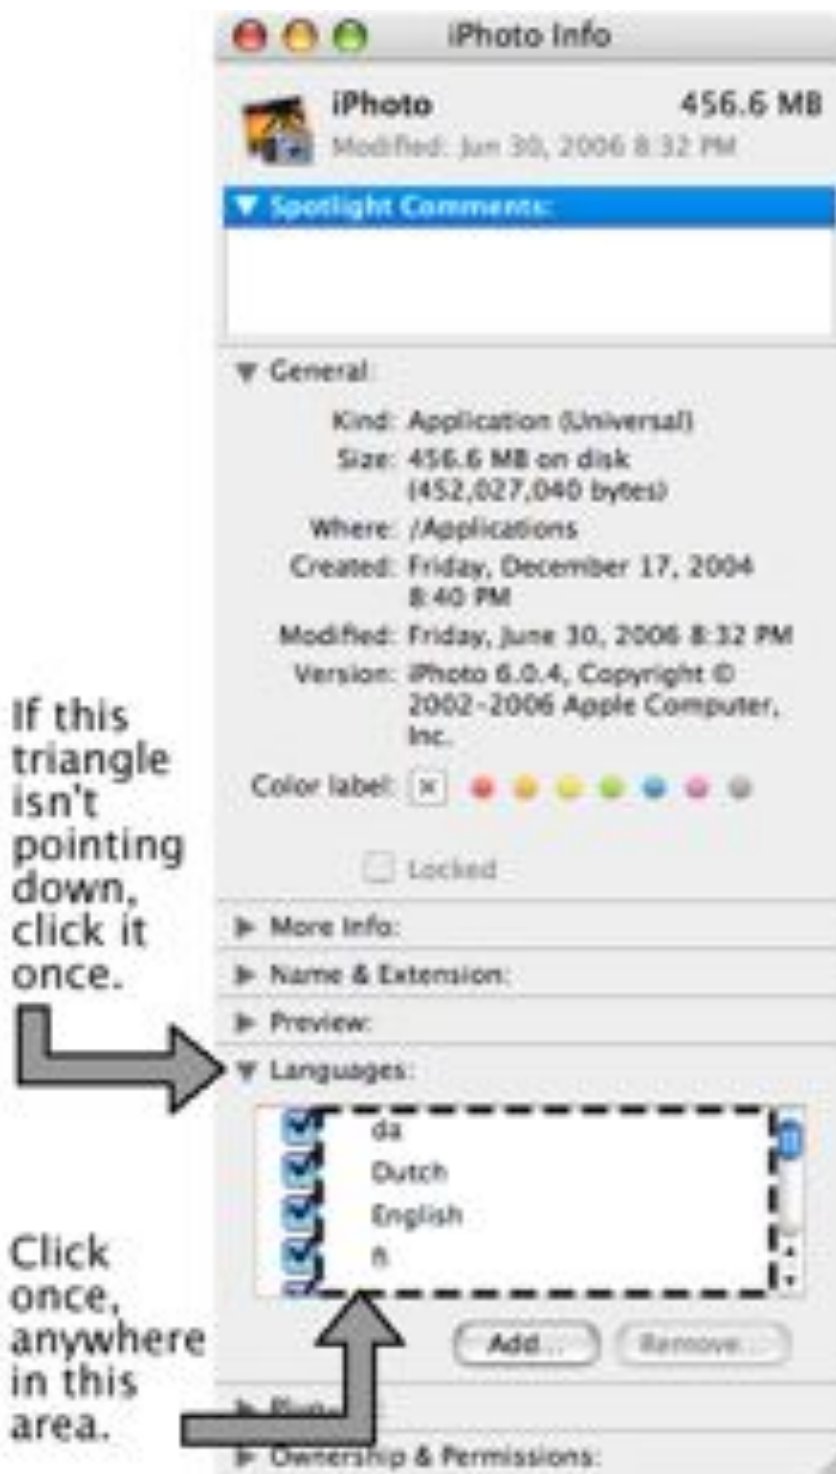 iPhoto Info
iPhoto 456.6 MB
Modified: Jun 30, 2006 8:32 PM
Spotlight Comments:
General:
Kind: Application (Universal)
Size: 456.6 MB on disk
(452,027,040 bytes)
Where: /Applications
Created: Friday, December 17, 2004
8:40 PM
Modified: Friday, June 30, 2006 8:32 PM
Version: iPhoto 6.0.4, Copyright ©
2002-2006 Apple Computer,
Inc.
Color label:
Locked
More Info:
Name & Extension:
Preview:
If this
triangle
isn't
pointing
down,
click it
once.
Languages:
da
Dutch
English
fi
Click
once,
anywhere
in this
area.
Add... Remove...
Ownership & Permissions: